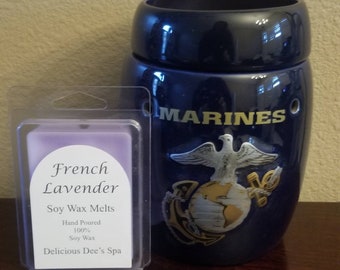 MARINES
French
Lavender
Soy Wax Melts
Hand Poured
100%
Soy Wax
Delicious Dee's Spa